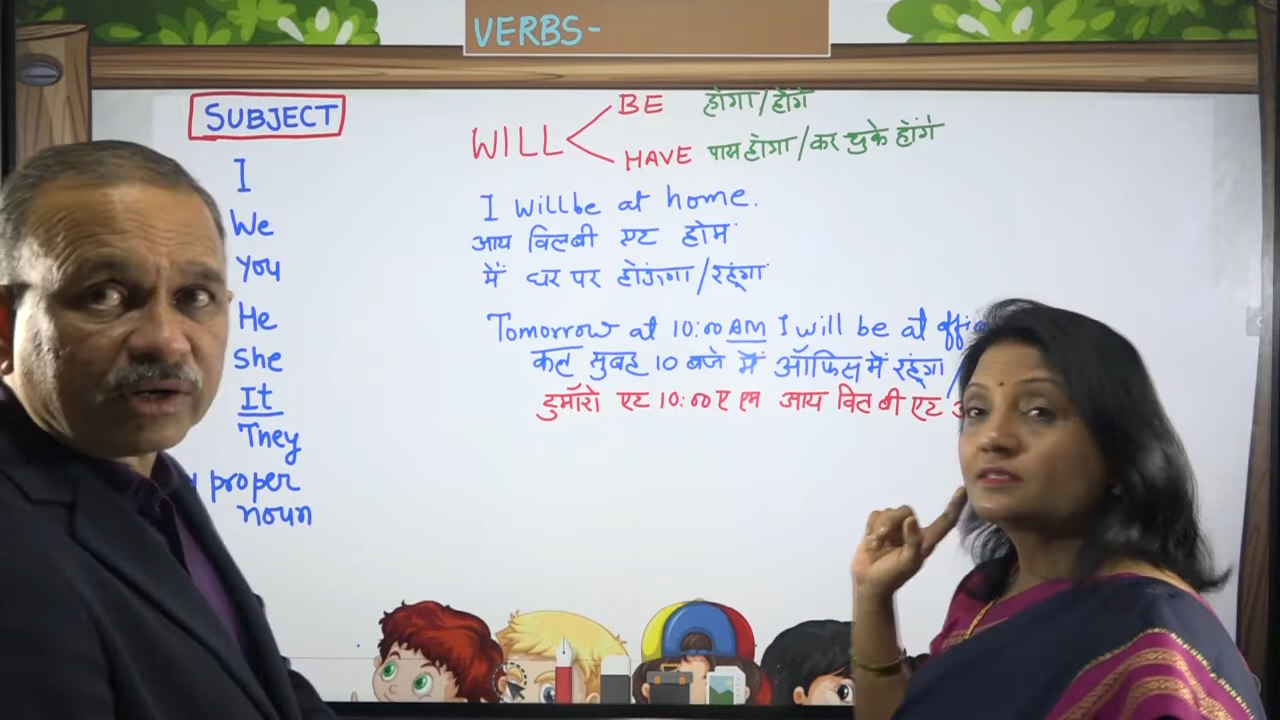 VERBS-
SUBJECT
I
We
You
He
She
It
They
proper
noun
WILL
BE होगा/होंगे
HAVE पास होगा/कर चुके होंगे
I will be at home.
आय विल बी एट होम
में घर पर होऊंगा/रहूंगा
Tomorrow at 10:00 AM I will be at
कल सुबह 10 बजे मैं ऑफिस में रहूंगा/
टुमॉरो एट 10:00 ए एम आय विल बी एट